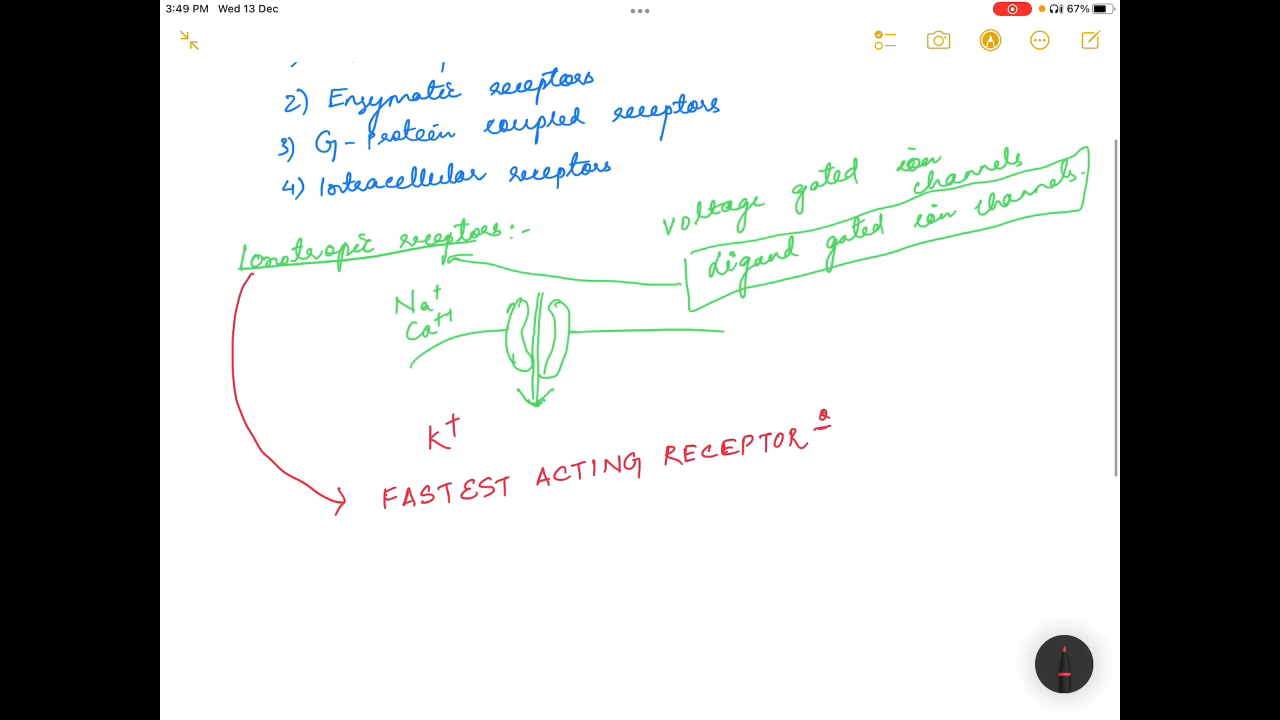 3:49 PM Wed 13 Dec
67%
2) Enzymatic receptors
3) G-Protein coupled receptors
4) Intracellular receptors
voltage gated ion channels
Ionotropic receptors:-
ligand gated ion channels.
Na+
Ca++
K+
FASTEST ACTING RECEPTOR